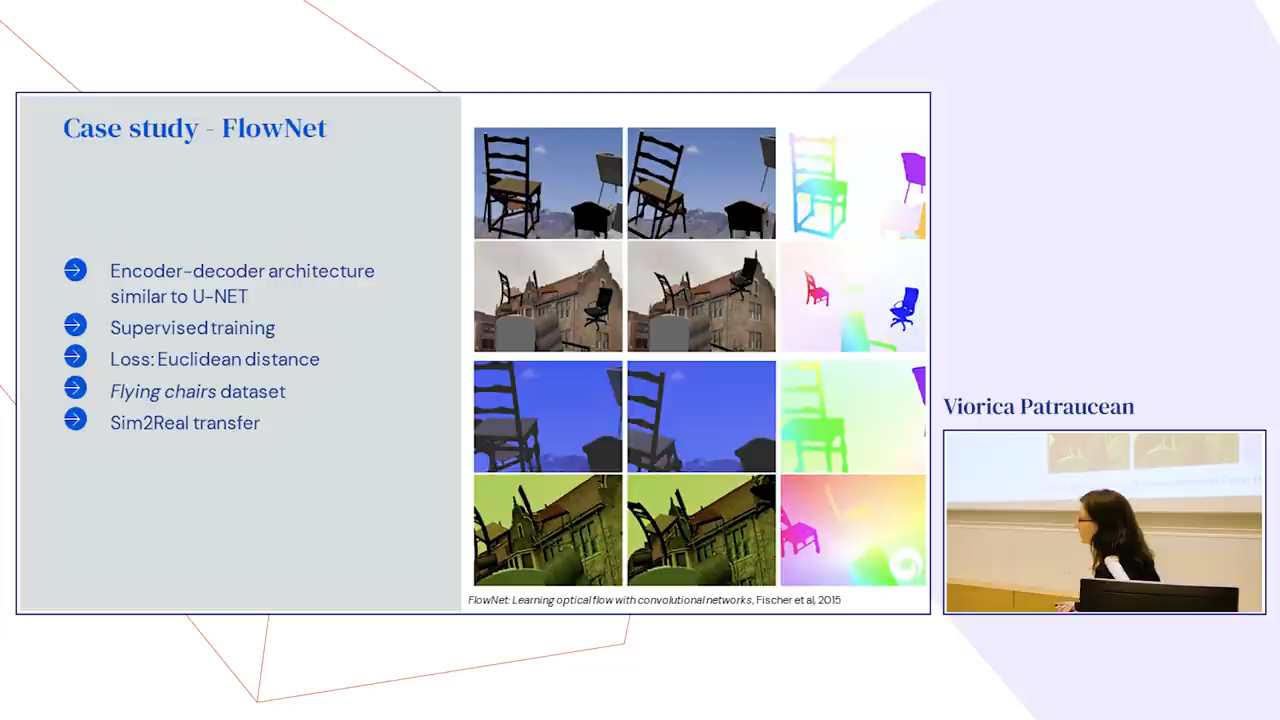 Case study - FlowNet
Encoder-decoder architecture
similar to U-NET
Supervised training
Loss: Euclidean distance
Flying chairs dataset
Sim2Real transfer
FlowNet: Learning optical flow with convolutional networks, Fischer et al, 2015
Viorica Patraucean